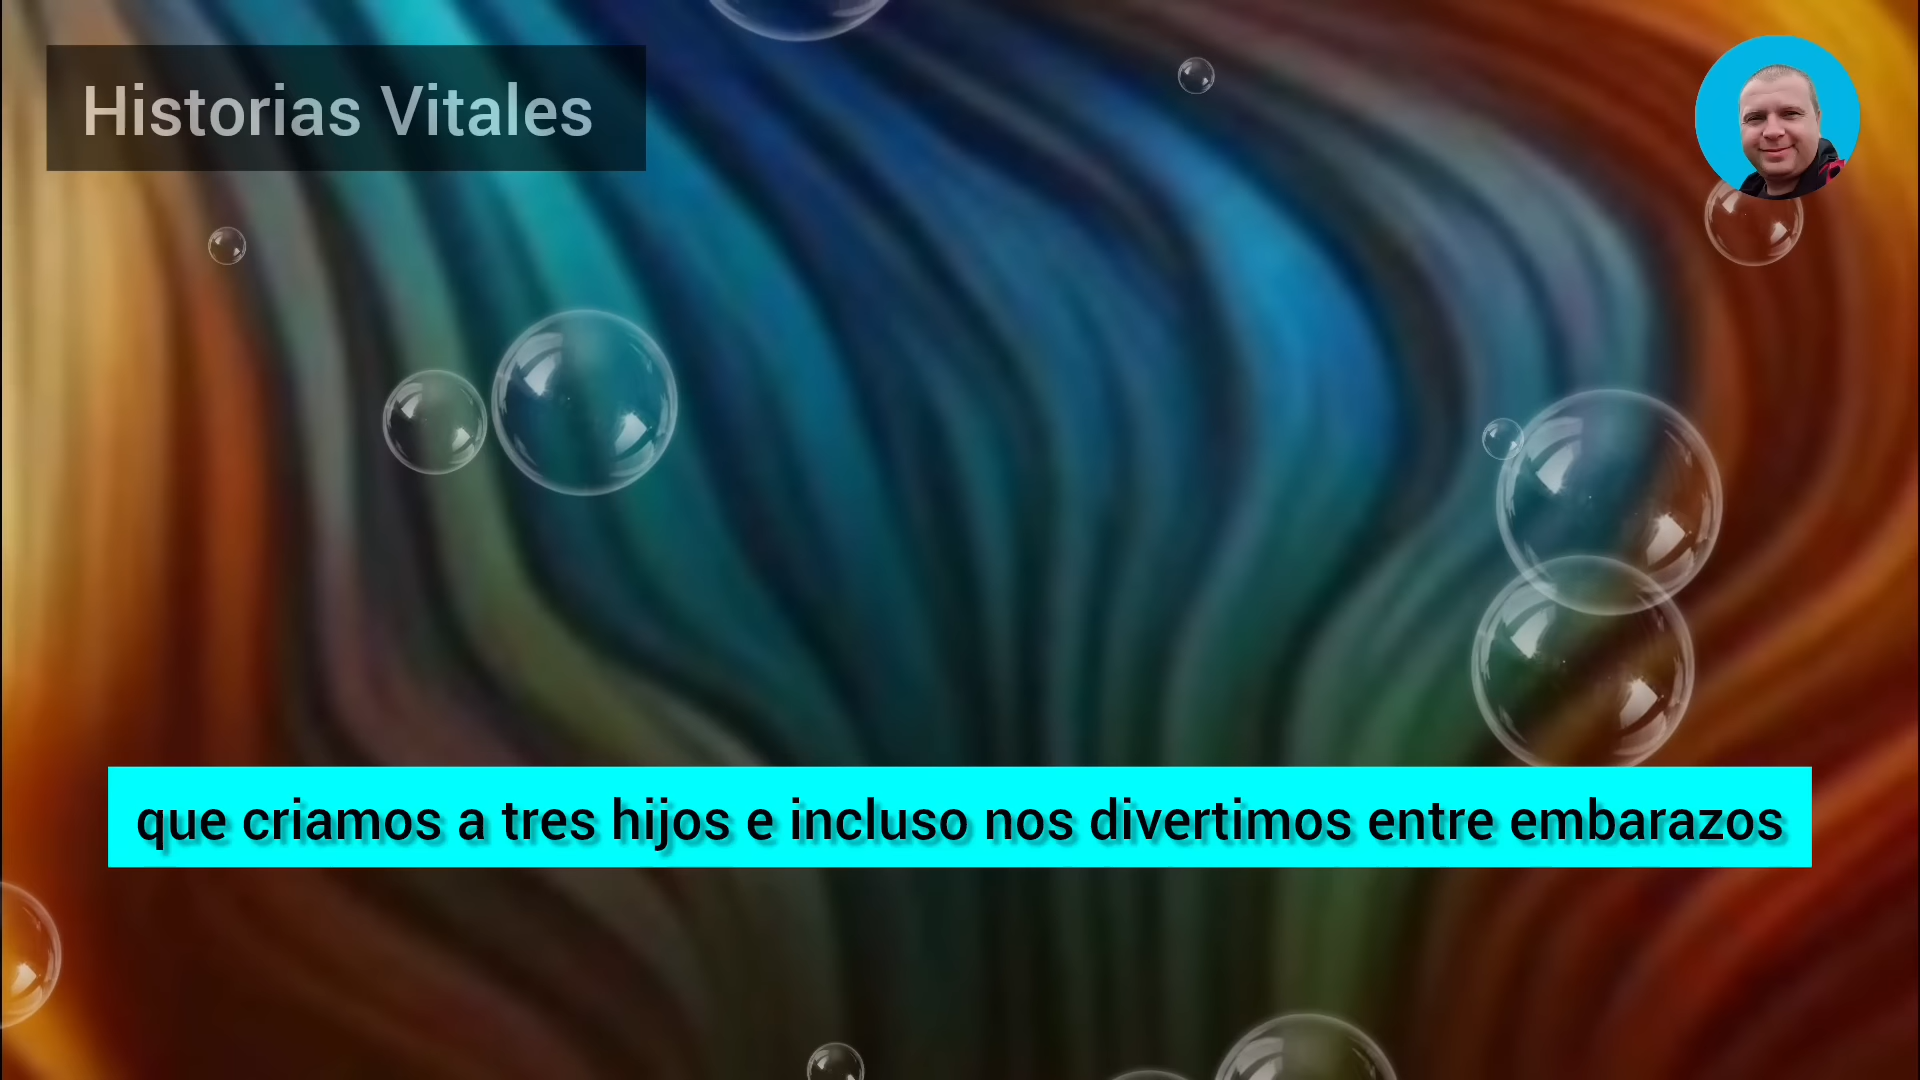 Historias Vitales
que criamos a tres hijos e incluso nos divertimos entre embarazos